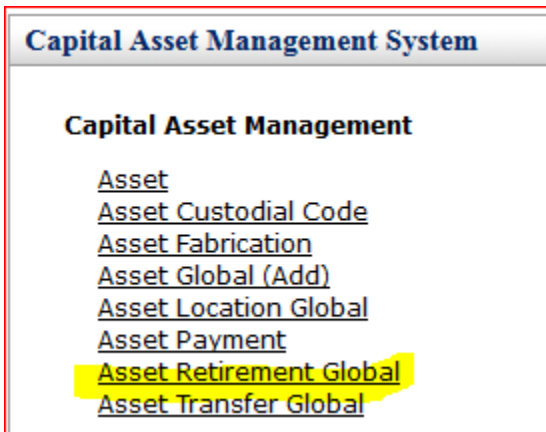 Capital Asset Management System
Capital Asset Management
Asset
Asset Custodial Code
Asset Fabrication
Asset Global (Add)
Asset Location Global
Asset Payment
Asset Retirement Global
Asset Transfer Global